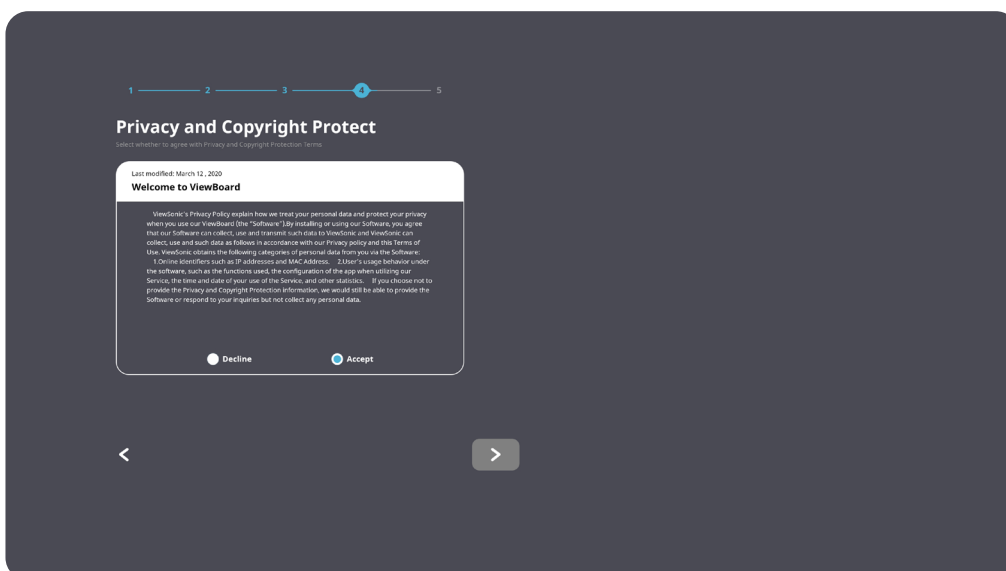 1 2 3 4 5
Privacy and Copyright Protect
Select whether to agree with Privacy and Copyright Protection Terms
Last modified: March 12 , 2020
Welcome to ViewBoard
ViewSonic's Privacy Policy explain how we treat your personal data and protect your privacy
when you use our ViewBoard (the "Software").By installing or using our Software, you agree
that our Software can collect, use and transmit such data to ViewSonic and ViewSonic can
collect, use and such data as follows in accordance with our Privacy policy and this Terms of
Use. ViewSonic obtains the following categories of personal data from you via the Software:
1.Online identifiers such as IP addresses and MAC Address. 2.User's usage behavior under
the software, such as the functions used, the configuration of the app when utilizing our
Service, the time and date of your use of the Service, and other statistics. If you choose not to
provide the Privacy and Copyright Protection information, we would still be able to provide the
Software or respond to your inquiries but not collect any personal data.
Decline Accept